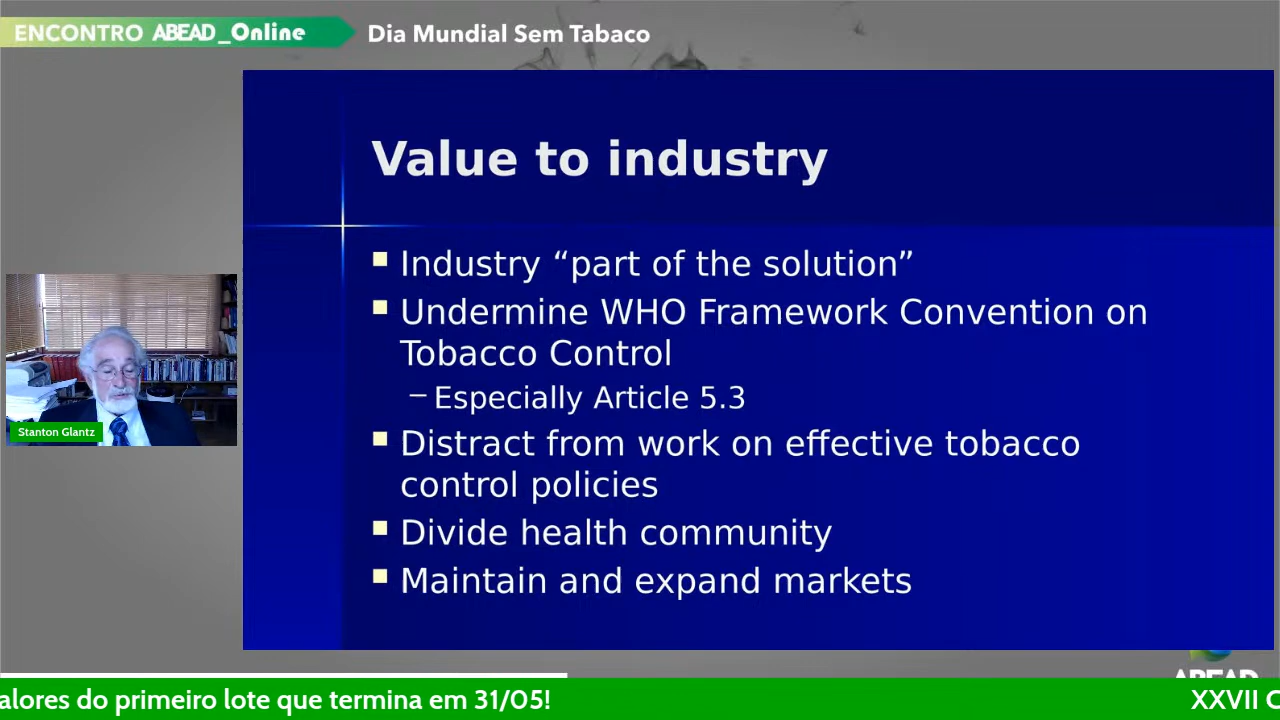 ENCONTRO ABEAD_Online
Dia Mundial Sem Tabaco
Value to industry
Industry “part of the solution”
Undermine WHO Framework Convention on
Tobacco Control
– Especially Article 5.3
Distract from work on effective tobacco
control policies
Divide health community
Maintain and expand markets
Stanton Glantz
ABEAD
alores do primeiro lote que termina em 31/05!
XXVII C